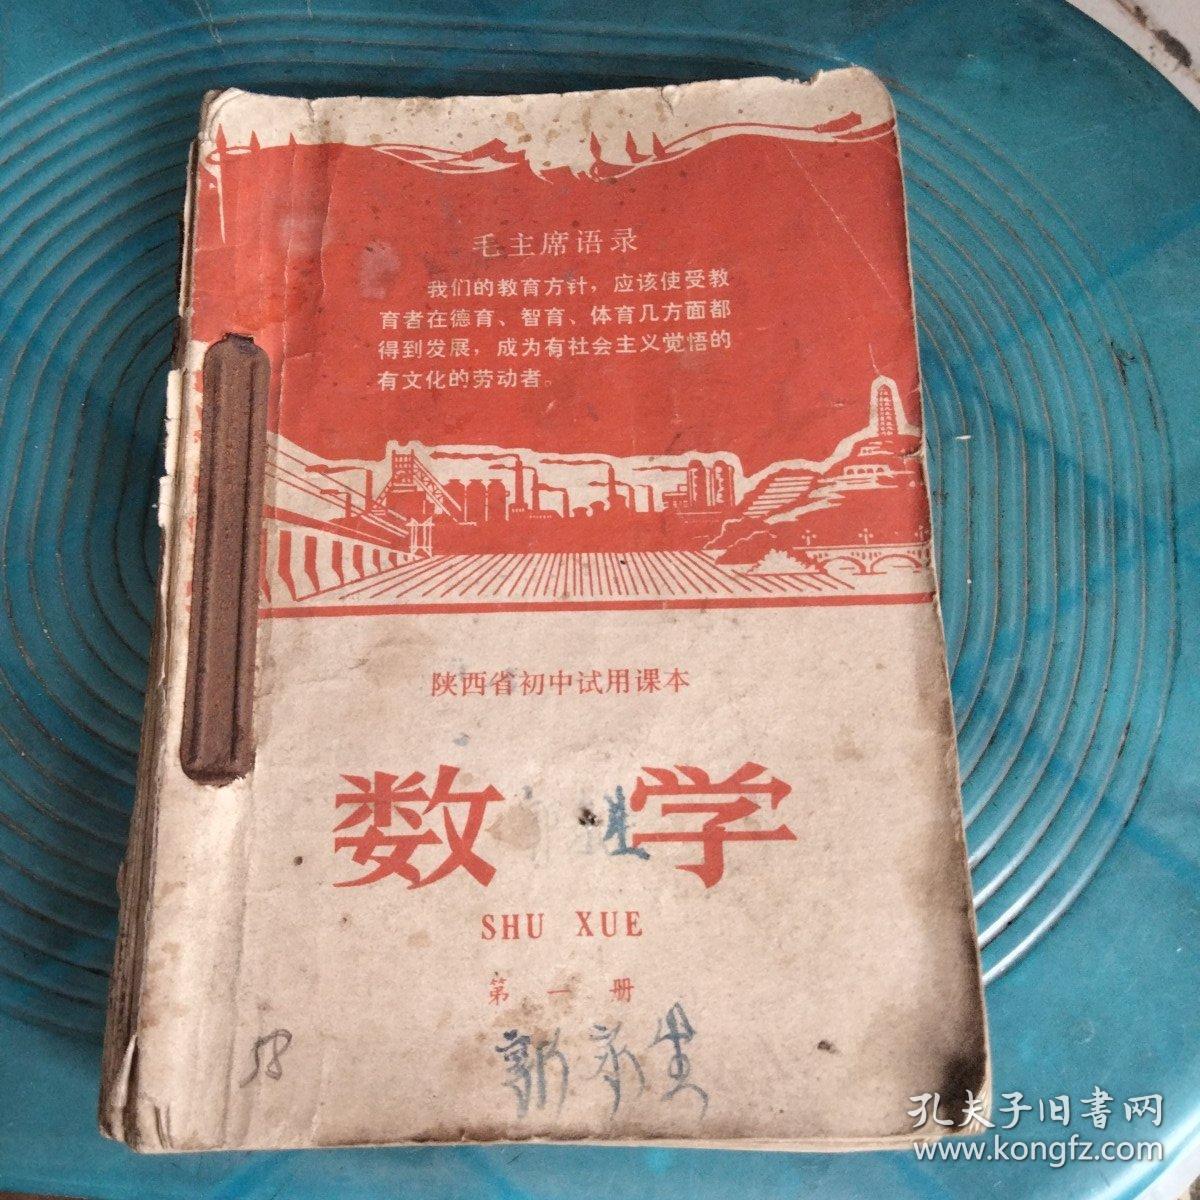 毛主席语录
我们的教育方针，应该使受教
育者在德育、智育、体育几方面都
得到发展，成为有社会主义觉悟的
有文化的劳动者。
陕西省初中试用课本
数学
SHU XUE
第一册
58
孔夫子旧书网
www.kongfz.com